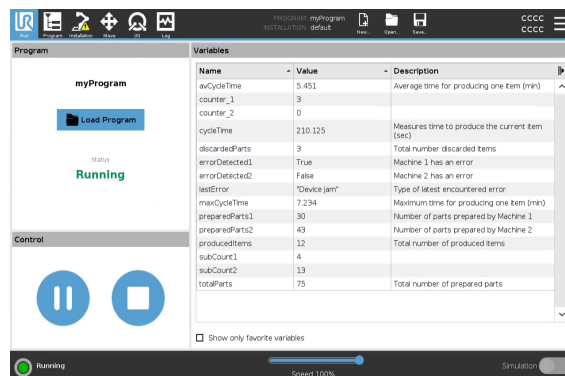 UR
Run
Program
Installation
Move
I/O
Log
PROGRAM myProgram
INSTALLATION default
New...
Open...
Save...
CCCC
CCCC
Program
myProgram
Load Program
Status
Running
Control
Variables
Name Value Description
avCycleTime 5.451 Average time for producing one item (min)
counter_1 3
counter_2 0
cycleTime 210.125 Measures time to produce the current item
(sec)
discardedParts 3 Total number discarded items
errorDetected1 True Machine 1 has an error
errorDetected2 False Machine 2 has an error
lastError "Device jam" Type of latest encountered error
maxCycleTime 7.234 Maximum time for producing one item (min)
preparedParts1 30 Number of parts prepared by Machine 1
preparedParts2 43 Number of parts prepared by Machine 2
producedItems 12 Total number of produced items
subCount1 4
subCount2 13
totalParts 75 Total number of prepared parts
Show only favorite variables
Running
Speed 100%
Simulation